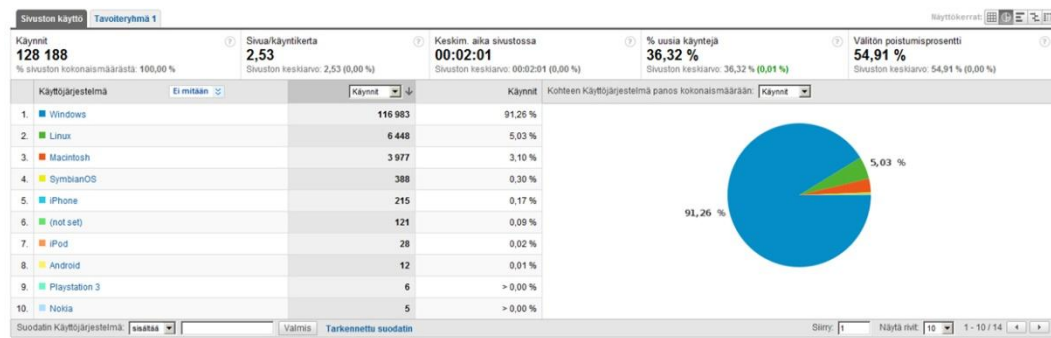 Sivuston käyttö Tavoiteryhmä 1 Näyttökerrat:
Käynnit Sivua/käyntikerta Keskim. aika sivustossa % uusia käyntejä Välitön poistumisprosentti
128 188 2,53 00:02:01 36,32 % 54,91 %
% sivuston kokonaismäärästä: 100,00 % Sivuston keskiarvo: 2,53 (0,00 %) Sivuston keskiarvo: 00:02:01 (0,00 %) Sivuston keskiarvo: 36,32 % (0,01 %) Sivuston keskiarvo: 54,91 % (0,00 %)
Käyttöjärjestelmä Ei mitään Käynnit Käynnit Kohteen Käyttöjärjestelmä panos kokonaismäärään: Käynnit
1. Windows 116 983 91,26 %
2. Linux 6 448 5,03 %
3. Macintosh 3 977 3,10 %
4. SymbianOS 388 0,30 %
5. iPhone 215 0,17 %
6. (not set) 121 0,09 %
7. iPod 28 0,02 %
8. Android 12 0,01 %
9. Playstation 3 6 > 0,00 %
10. Nokia 5 > 0,00 %
5,03 %
91,26 %
Suodatin Käyttöjärjestelmä: sisältää Valmis Tarkennettu suodatin Siirry: 1 Näytä rivit: 10 1 - 10 / 14